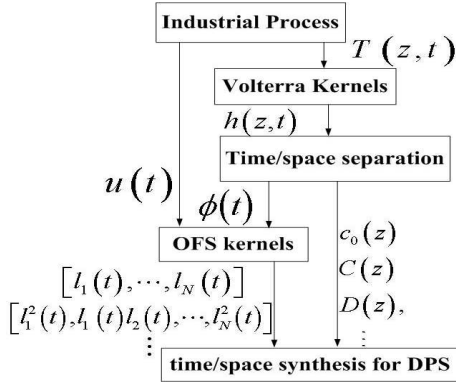 Industrial Process
T (z,t)
Volterra Kernels
h(z,t)
Time/space separation
u(t)
ϕ(t)
c₀(z)
OFS kernels
C(z)
[l₁(t),⋯,l_N(t)]
D(z),
[l₁²(t),l₁(t)l₂(t),⋯,l_N²(t)]
⋮
⋮
time/space synthesis for DPS